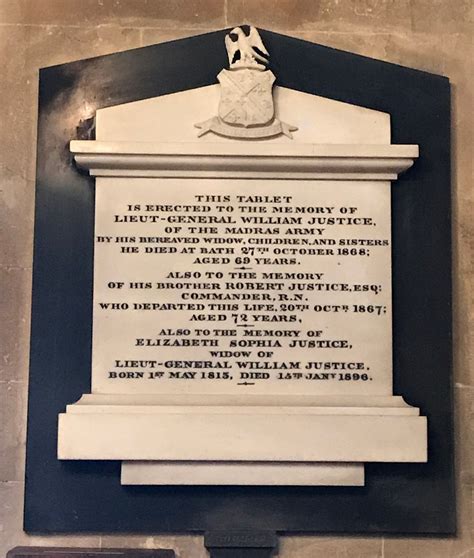 THIS TABLET
IS ERECTED TO THE MEMORY OF
LIEUT-GENERAL WILLIAM JUSTICE,
OF THE MADRAS ARMY
BY HIS BEREAVED WIDOW, CHILDREN, AND SISTERS
HE DIED AT BATH 27TH OCTOBER 1868;
AGED 69 YEARS.
ALSO TO THE MEMORY
OF HIS BROTHER ROBERT JUSTICE, ESQ:
COMMANDER, R.N.
WHO DEPARTED THIS LIFE, 20TH OCTR 1867;
AGED 72 YEARS,
ALSO TO THE MEMORY OF
ELIZABETH SOPHIA JUSTICE,
WIDOW OF
LIEUT-GENERAL WILLIAM JUSTICE,
BORN 1ST MAY 1815, DIED 15TH JANY 1896.